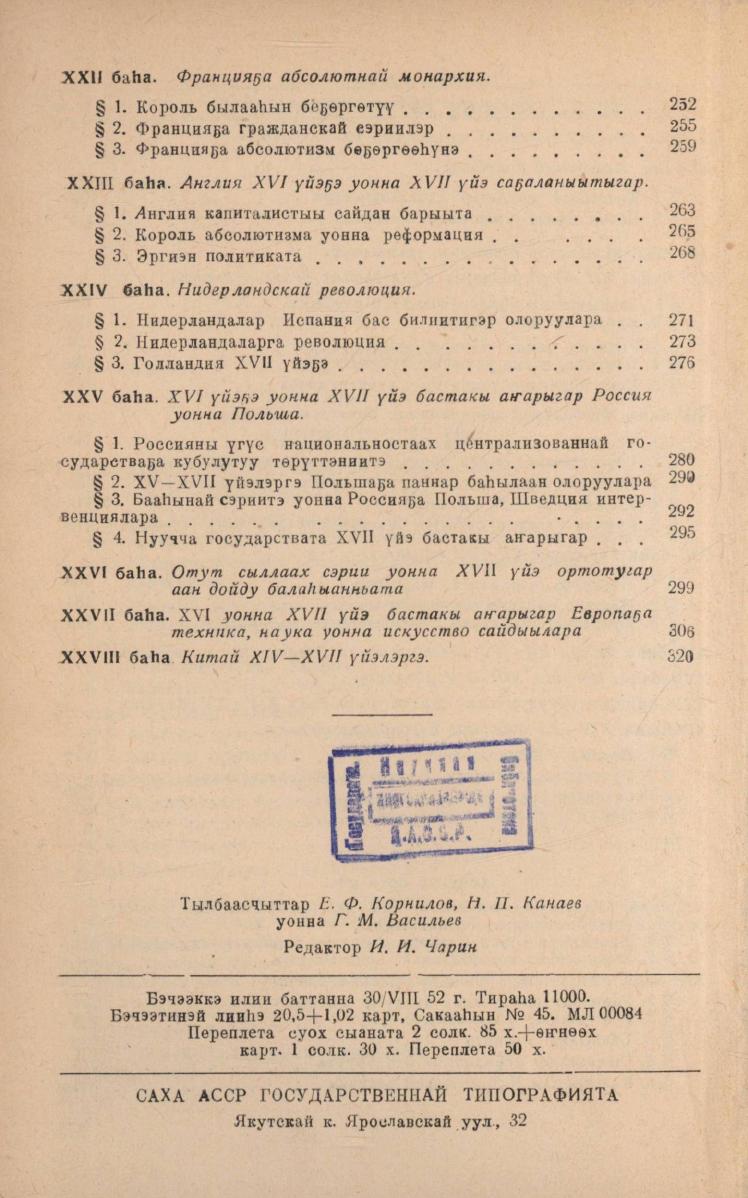 XXII баһа. Францияҕа абсолютнай монархия.
§ 1. Король былааһын бөҕөргөтүү . . . . . . . . . . . . 252
§ 2. Францияҕа гражданскай сэриилэр . . . . . . . . . . 255
§ 3. Францияҕа абсолютизм бөҕөргөөһүнэ . . . . . . . . . 259
XXIII баһа. Англия XVI үйэҕэ уонна XVII үйэ саҕаланыытыгар.
§ 1. Англия капиталистыы сайдан барыыта . . . . . . . . 263
§ 2. Король абсолютизма уонна реформация . . . . . . 265
§ 3. Эргиэн политиката . . . . . . . . . . . . . . . . 268
XXIV баһа. Нидерландскай революция.
§ 1. Нидерландалар Испания бас билиитигэр олоруулара . . 271
§ 2. Нидерландаларга революция . . . . . . . . . . . . 273
§ 3. Голландия XVII үйэҕэ . . . . . . . . . . . . . . . 276
XXV баһа. XVI үйэҕэ уонна XVII үйэ бастакы аҥарыгар Россия
уонна Польша.
§ 1. Россияны үгүс национальностаах централизованнай го-
сударстваҕа кубулутуу төрүттэниитэ . . . . . . . . . . . . 280
§ 2. XV—XVII үйэлэргэ Польшаҕа паннар баһылаан олоруулара 290
§ 3. Бааһынай сэриитэ уонна Россияҕа Польша, Швеция интер-
венциялара . . . . . . . . . . . . . . . . . . 292
§ 4. Нуучча государствата XVII үйэ бастакы аҥарыгар . . . 295
XXVI баһа. Отут сыллаах сэрии уонна XVII үйэ ортотугар
аан дойду балаһыанньата 299
XXVII баһа. XVI уонна XVII үйэ бастакы аҥарыгар Европаҕа
техника, наука уонна искусство сайдыылара 306
XXVIII баһа Китай XIV—XVII үйэлэргэ. 320
Я.А.С.С.Р.
Тылбаасчыттар Е. Ф. Корнилов, Н. П. Канаев
уонна Г. М. Васильев
Редактор И. И. Чарин
Бэчээккэ илии баттанна 30/VIII 52 г. Тираһа 11000.
Бэчээтинэй лииһэ 20,5+1,02 карт, Сакааһын № 45. МЛ 00084
Переплета суох сыаната 2 солк. 85 х.+өҥнөөх
карт. 1 солк. 30 х. Переплета 50 х.
САХА АССР ГОСУДАРСТВЕННАЙ ТИПОГРАФИЯТА
Якутскай к. Ярославскай уул., 32